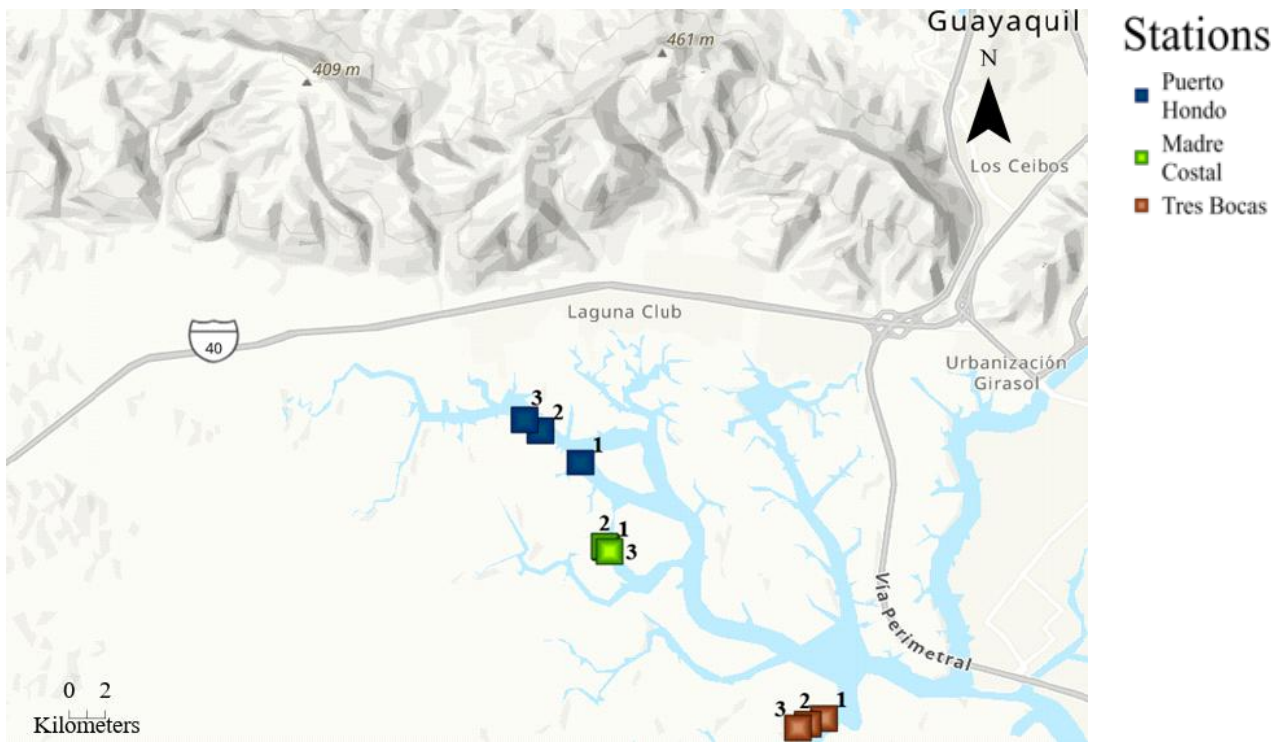 Guayaquil
Stations
461 m
N
409 m
Puerto
Hondo
Madre
Costal
Los Ceibos
Tres Bocas
Laguna Club
40
Urbanización
Girasol
3
2
1
2
1
3
Vía Perimetral
0 2
Kilometers
3
2
1